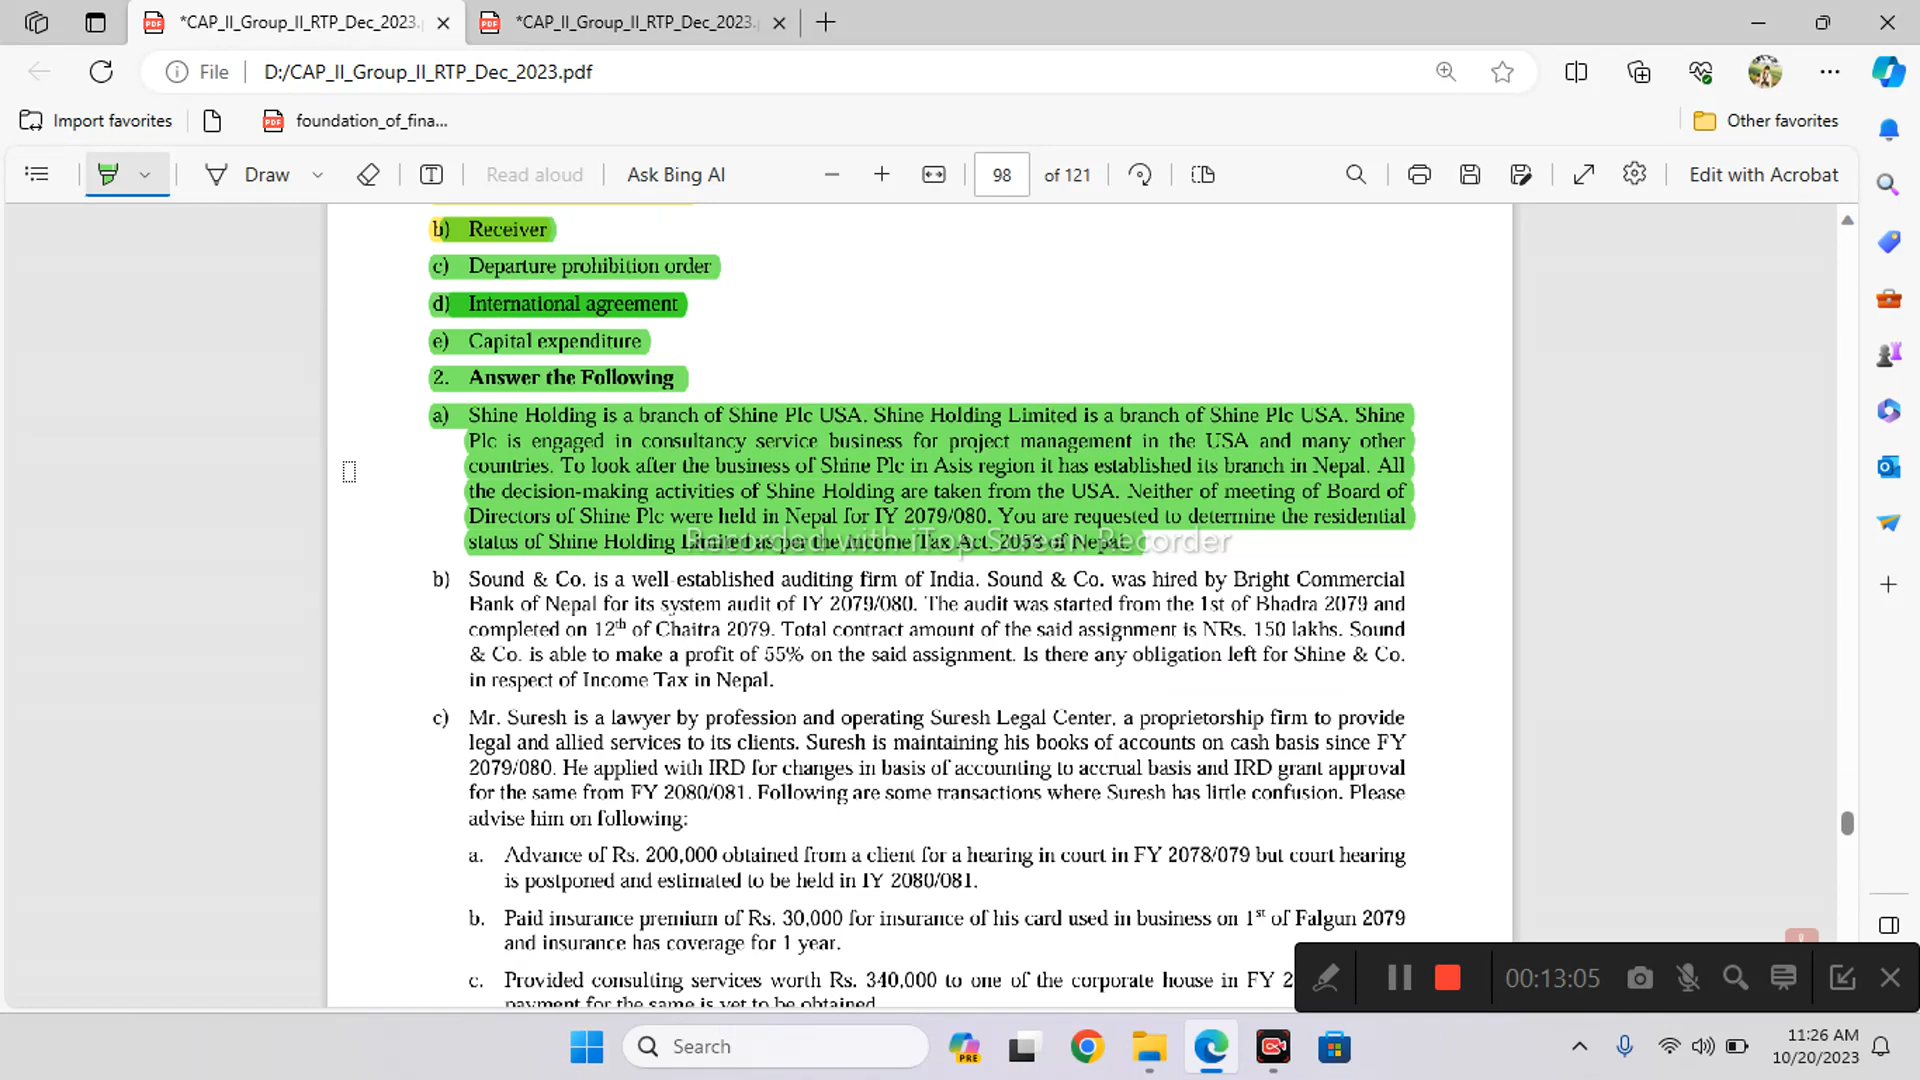 *CAP_II_Group_II_RTP_Dec_2023.
*CAP_II_Group_II_RTP_Dec_2023.
File
D:/CAP_II_Group_II_RTP_Dec_2023.pdf
Import favorites
foundation_of_fina...
Other favorites
Draw
Read aloud
Ask Bing AI
98
of 121
Edit with Acrobat
b) Receiver
c) Departure prohibition order
d) International agreement
e) Capital expenditure
2. Answer the Following
a) Shine Holding is a branch of Shine Plc USA. Shine Holding Limited is a branch of Shine Plc USA. Shine
Plc is engaged in consultancy service business for project management in the USA and many other
countries. To look after the business of Shine Plc in Asis region it has established its branch in Nepal. All
the decision-making activities of Shine Holding are taken from the USA. Neither of meeting of Board of
Directors of Shine Plc were held in Nepal for IY 2079/080. You are requested to determine the residential
status of Shine Holding Limited as per the Income Tax Act, 2058 of Nepal.
Recorded with iTop Screen Recorder
b) Sound & Co. is a well-established auditing firm of India. Sound & Co. was hired by Bright Commercial
Bank of Nepal for its system audit of IY 2079/080. The audit was started from the 1st of Bhadra 2079 and
completed on 12th of Chaitra 2079. Total contract amount of the said assignment is NRs. 150 lakhs. Sound
& Co. is able to make a profit of 55% on the said assignment. Is there any obligation left for Shine & Co.
in respect of Income Tax in Nepal.
c) Mr. Suresh is a lawyer by profession and operating Suresh Legal Center, a proprietorship firm to provide
legal and allied services to its clients. Suresh is maintaining his books of accounts on cash basis since FY
2079/080. He applied with IRD for changes in basis of accounting to accrual basis and IRD grant approval
for the same from FY 2080/081. Following are some transactions where Suresh has little confusion. Please
advise him on following:
a. Advance of Rs. 200,000 obtained from a client for a hearing in court in FY 2078/079 but court hearing
is postponed and estimated to be held in IY 2080/081.
b. Paid insurance premium of Rs. 30,000 for insurance of his card used in business on 1st of Falgun 2079
and insurance has coverage for 1 year.
c. Provided consulting services worth Rs. 340,000 to one of the corporate house in FY 2
payment for the same is yet to be obtained
00:13:05
Search
PRE
11:26 AM
10/20/2023